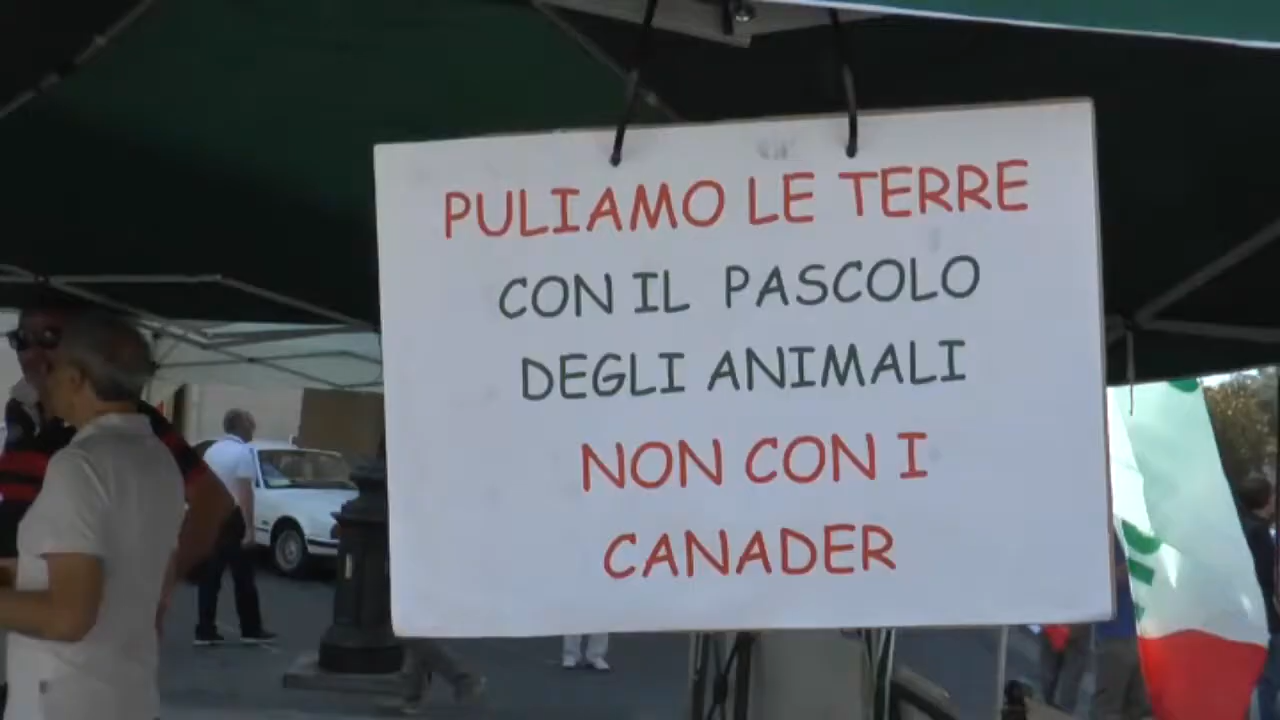 PULIAMO LE TERRE
CON IL PASCOLO
DEGLI ANIMALI
NON CON I
CANADER